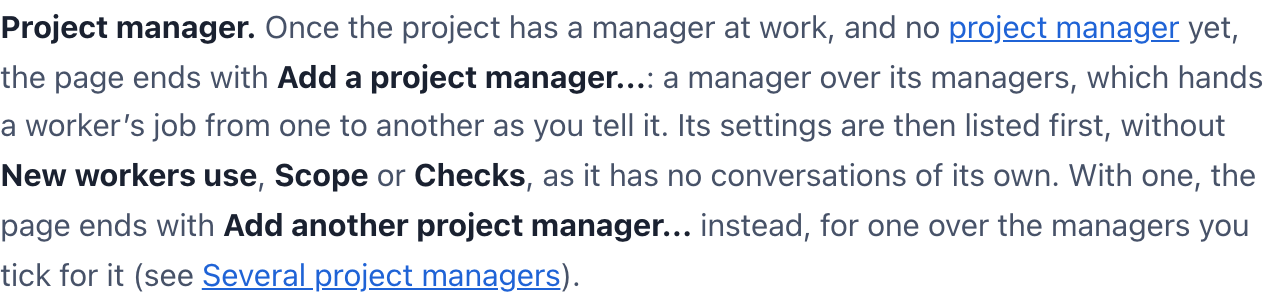 Project manager. Once the project has a manager at work, and no project manager yet,
the page ends with Add a project manager…: a manager over its managers, which hands
a worker’s job from one to another as you tell it. Its settings are then listed first, without
New workers use, Scope or Checks, as it has no conversations of its own. With one, the
page ends with Add another project manager… instead, for one over the managers you
tick for it (see Several project managers).